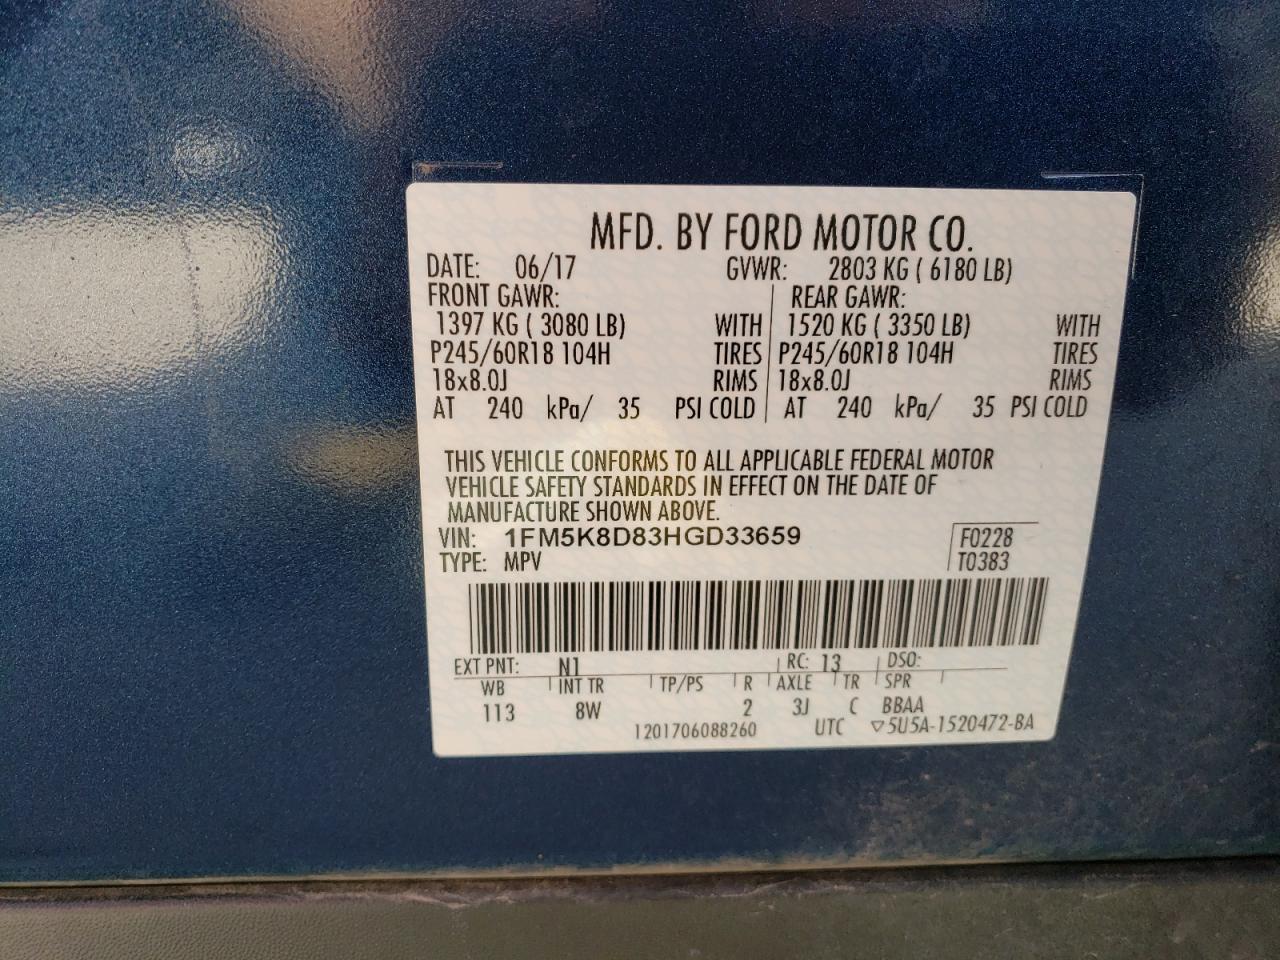 MFD. BY FORD MOTOR CO.
DATE: 06/17 GVWR: 2803 KG ( 6180 LB)
FRONT GAWR: REAR GAWR:
1397 KG ( 3080 LB) WITH 1520 KG ( 3350 LB) WITH
P245/60R18 104H TIRES P245/60R18 104H TIRES
18x8.0J RIMS 18x8.0J RIMS
AT 240 kPa/ 35 PSI COLD AT 240 kPa/ 35 PSI COLD
THIS VEHICLE CONFORMS TO ALL APPLICABLE FEDERAL MOTOR
VEHICLE SAFETY STANDARDS IN EFFECT ON THE DATE OF
MANUFACTURE SHOWN ABOVE.
VIN: 1FM5K8D83HGD33659 F0228
TYPE: MPV T0383
EXT PNT: N1 RC: 13 DSO:
WB INT TR TP/PS R AXLE TR SPR
113 8W 2 3J C BBAA
1201706088260 UTC ▽5U5A-1520472-BA